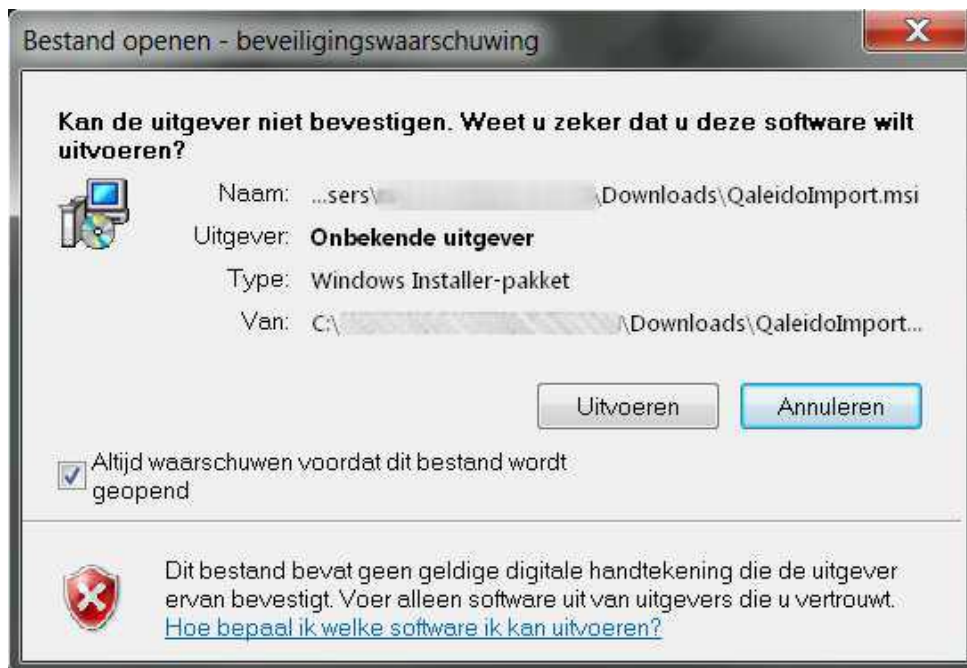 Bestand openen - beveiligingswaarschuwing
Kan de uitgever niet bevestigen. Weet u zeker dat u deze software wilt
uitvoeren?
Naam: ...sers\ \Downloads\QaleidoImport.msi
Uitgever: Onbekende uitgever
Type: Windows Installer-pakket
Van: C:\ \Downloads\QaleidoImport...
Uitvoeren Annuleren
Altijd waarschuwen voordat dit bestand wordt
geopend
Dit bestand bevat geen geldige digitale handtekening die de uitgever
ervan bevestigt. Voer alleen software uit van uitgevers die u vertrouwt.
Hoe bepaal ik welke software ik kan uitvoeren?